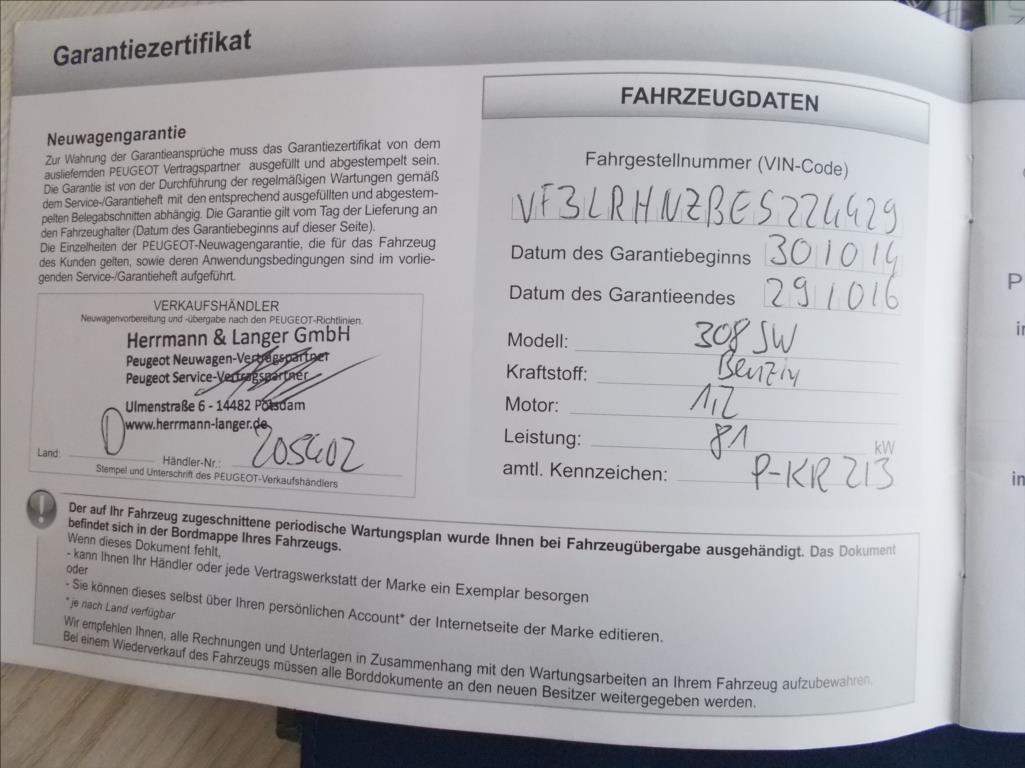 Garantiezertifikat
Neuwagengarantie
Zur Wahrung der Garantieansprüche muss das Garantiezertifikat von dem
ausliefernden PEUGEOT Vertragspartner ausgefüllt und abgestempelt sein.
Die Garantie ist von der Durchführung der regelmäßigen Wartungen gemäß
dem Service-/Garantieheft mit den entsprechend ausgefüllten und abgestem-
pelten Belegabschnitten abhängig. Die Garantie gilt vom Tag der Lieferung an
den Fahrzeughalter (Datum des Garantiebeginns auf dieser Seite).
Die Einzelheiten der PEUGEOT-Neuwagengarantie, die für das Fahrzeug
des Kunden gelten, sowie deren Anwendungsbedingungen sind im vorlie-
genden Service-/Garantieheft aufgeführt.
VERKAUFSHÄNDLER
Neuwagenvorbereitung und -übergabe nach den PEUGEOT-Richtlinien.
Herrmann & Langer GmbH
Peugeot Neuwagen-Vertragspartner
Peugeot Service-Vertragspartner
Ulmenstraße 6 - 14482 Potsdam
www.herrmann-langer.de
Land: D Händler-Nr.: 205402
Stempel und Unterschrift des PEUGEOT-Verkaufshändlers
FAHRZEUGDATEN
Fahrgestellnummer (VIN-Code)
VF3LRHNZBES224429
Datum des Garantiebeginns 301014
Datum des Garantieendes 291016
Modell: 308 SW
Kraftstoff: Benzin
Motor: 1,2
Leistung: 81 kW
amtl. Kennzeichen: P-KR 213
Der auf Ihr Fahrzeug zugeschnittene periodische Wartungsplan wurde Ihnen bei Fahrzeugübergabe ausgehändigt. Das Dokument
befindet sich in der Bordmappe Ihres Fahrzeugs.
Wenn dieses Dokument fehlt,
- kann Ihnen Ihr Händler oder jede Vertragswerkstatt der Marke ein Exemplar besorgen
oder
- Sie können dieses selbst über Ihren persönlichen Account* der Internetseite der Marke editieren.
*je nach Land verfügbar
Wir empfehlen Ihnen, alle Rechnungen und Unterlagen in Zusammenhang mit den Wartungsarbeiten an Ihrem Fahrzeug aufzubewahren.
Bei einem Wiederverkauf des Fahrzeugs müssen alle Borddokumente an den neuen Besitzer weitergegeben werden.